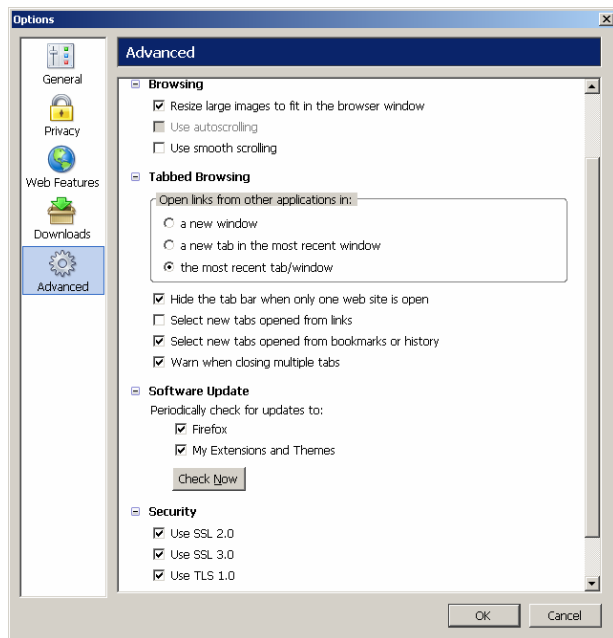 Options
General
Privacy
Web Features
Downloads
Advanced
Advanced
Browsing
Resize large images to fit in the browser window
Use autoscrolling
Use smooth scrolling
Tabbed Browsing
Open links from other applications in:
a new window
a new tab in the most recent window
the most recent tab/window
Hide the tab bar when only one web site is open
Select new tabs opened from links
Select new tabs opened from bookmarks or history
Warn when closing multiple tabs
Software Update
Periodically check for updates to:
Firefox
My Extensions and Themes
Check Now
Security
Use SSL 2.0
Use SSL 3.0
Use TLS 1.0
OK
Cancel